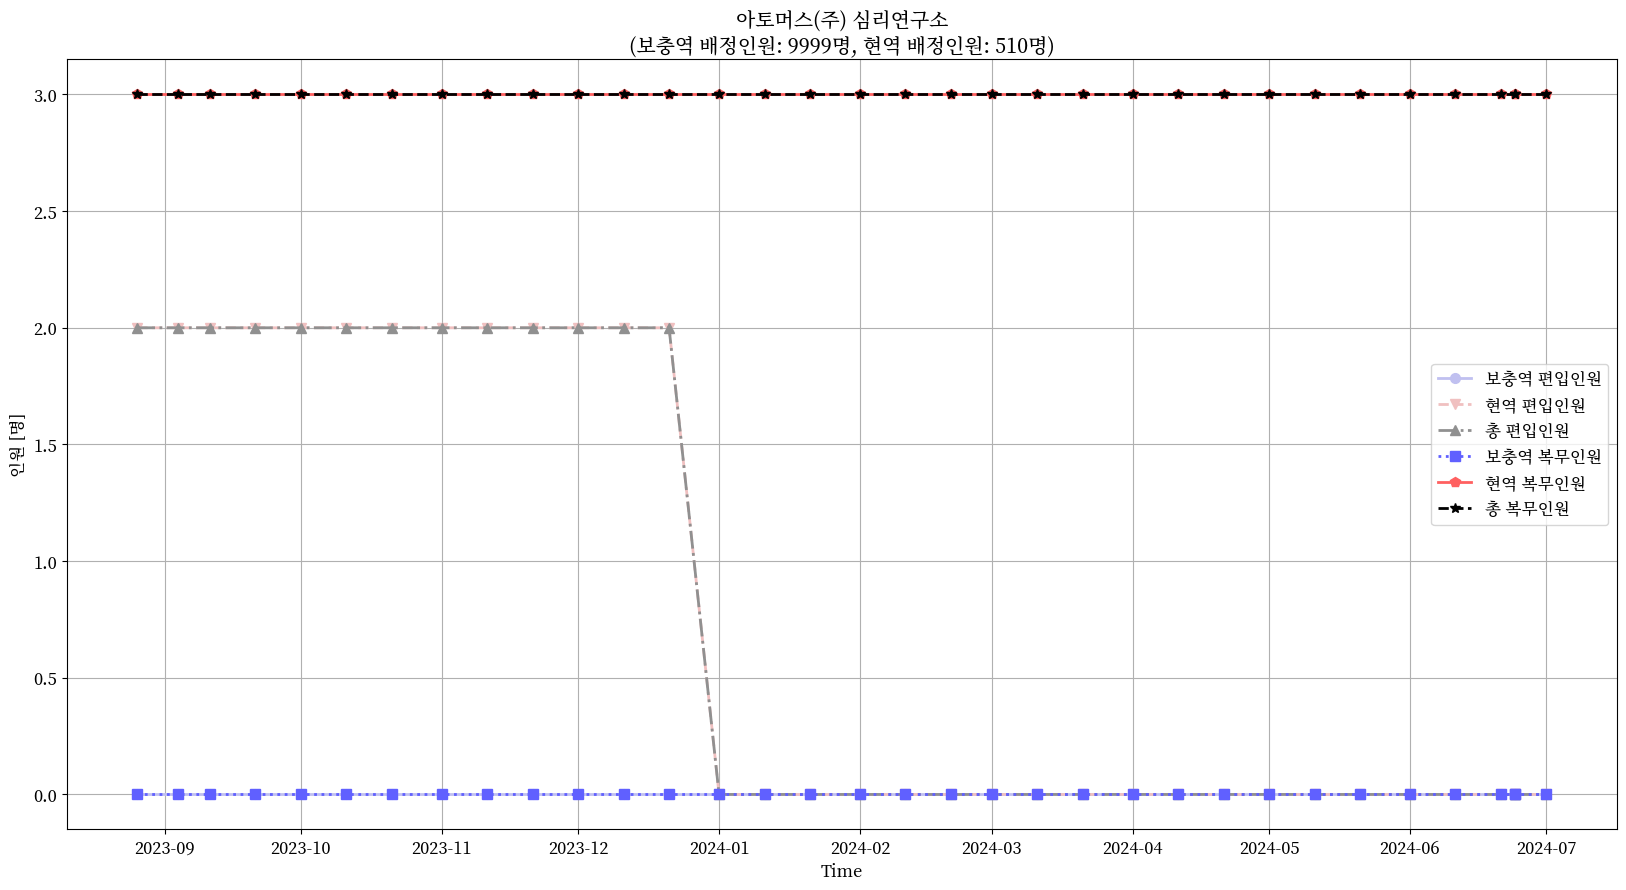 아토머스(주) 심리연구소
(보충역 배정인원: 9999명, 현역 배정인원: 510명)
인원 [명]
3.0
2.5
2.0
1.5
1.0
0.5
0.0
보충역 편입인원
현역 편입인원
총 편입인원
보충역 복무인원
현역 복무인원
총 복무인원
2023-09 2023-10 2023-11 2023-12 2024-01 2024-02 2024-03 2024-04 2024-05 2024-06 2024-07
Time